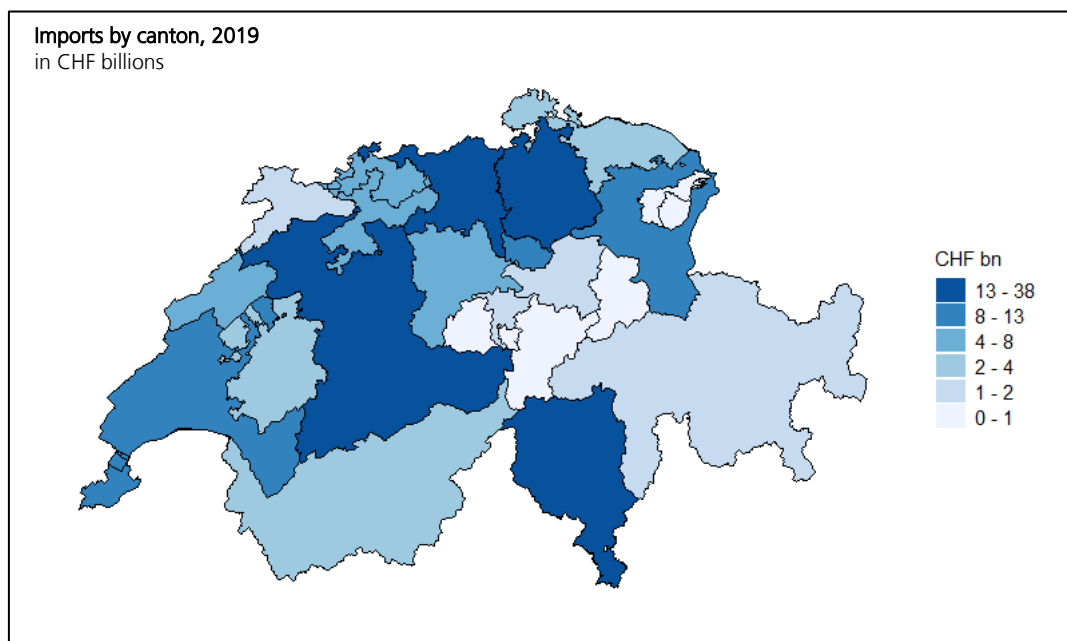 Imports by canton, 2019
in CHF billions
CHF bn
13 - 38
8 - 13
4 - 8
2 - 4
1 - 2
0 - 1